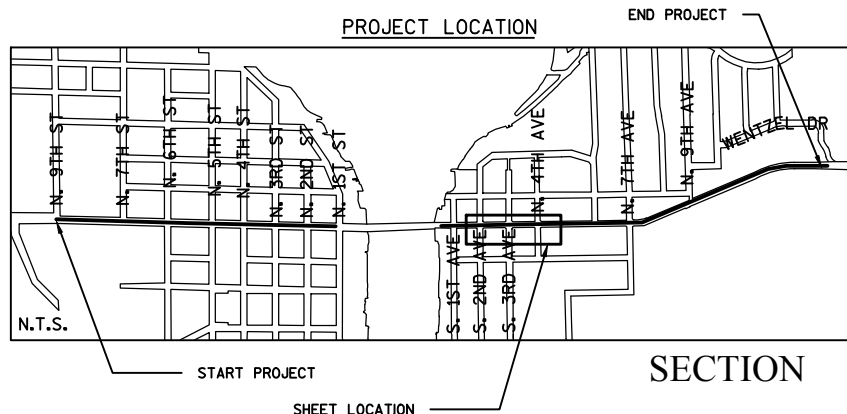 END PROJECT
PROJECT LOCATION
N. 9TH ST
N. 7TH ST
N. 6TH ST
N. 5TH ST
N. 4TH ST
N. 3RD ST
N. 2ND ST
N. 1ST ST
N. 4TH AVE
N. 7TH AVE
N. 9TH AVE
WENTZEL DR
S. 1ST AVE
S. 2ND AVE
S. 3RD AVE
N.T.S.
START PROJECT
SECTION
SHEET LOCATION